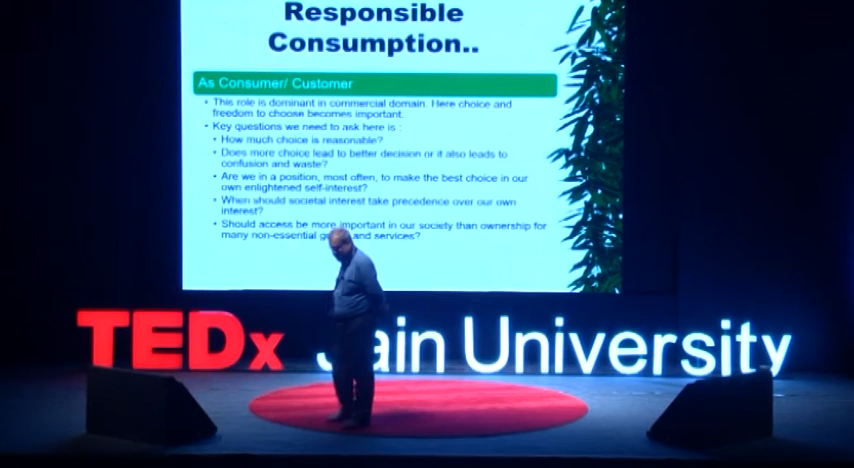 Responsible
Consumption..
As Consumer/ Customer
• This role is dominant in commercial domain. Here choice and
freedom to choose becomes important.
• Key questions we need to ask here is :
• How much choice is reasonable?
• Does more choice lead to better decision or it also leads to
confusion and waste?
• Are we in a position, most often, to make the best choice in our
own enlightened self-interest?
• When should societal interest take precedence over our own
interest?
• Should access be more important in our society than ownership for
many non-essential and services?
TEDx Jain University